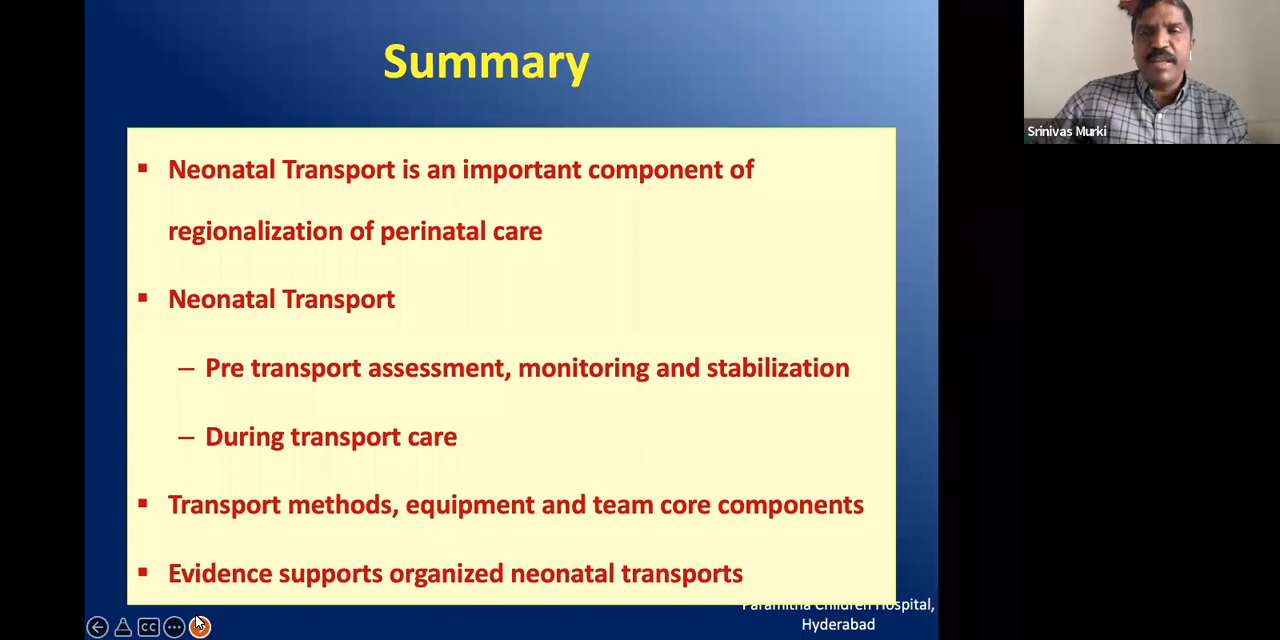 Summary
▪ Neonatal Transport is an important component of
regionalization of perinatal care
▪ Neonatal Transport
– Pre transport assessment, monitoring and stabilization
– During transport care
▪ Transport methods, equipment and team core components
▪ Evidence supports organized neonatal transports
Paramitha Children Hospital,
Hyderabad
CC
Srinivas Murki